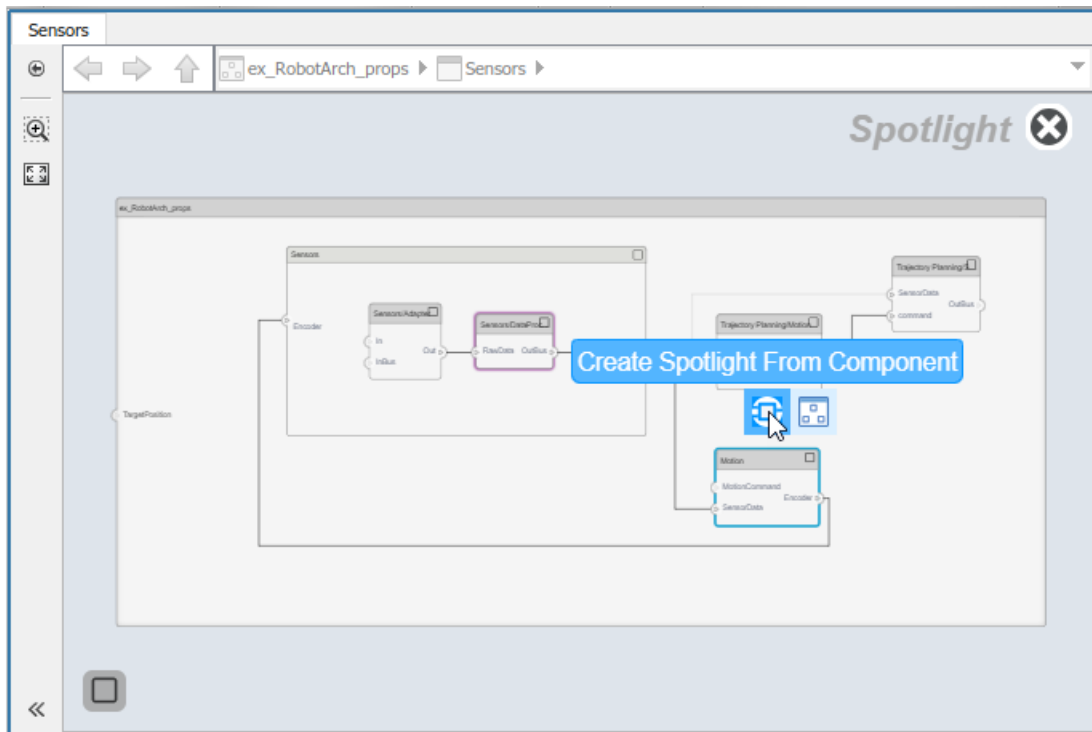 Sensors
ex_RobotArch_props
Sensors
Spotlight
ex_RobotArch_props
Sensors
Encoder
Sensors/Adapter
In
InBus
Out
Sensors/DataProc
RawData OutBus
Trajectory Planning/S
SensorData
OutBus
command
Trajectory Planning/Motion
Create Spotlight From Component
TargetPosition
Motion
MotionCommand
Encoder
SensorData